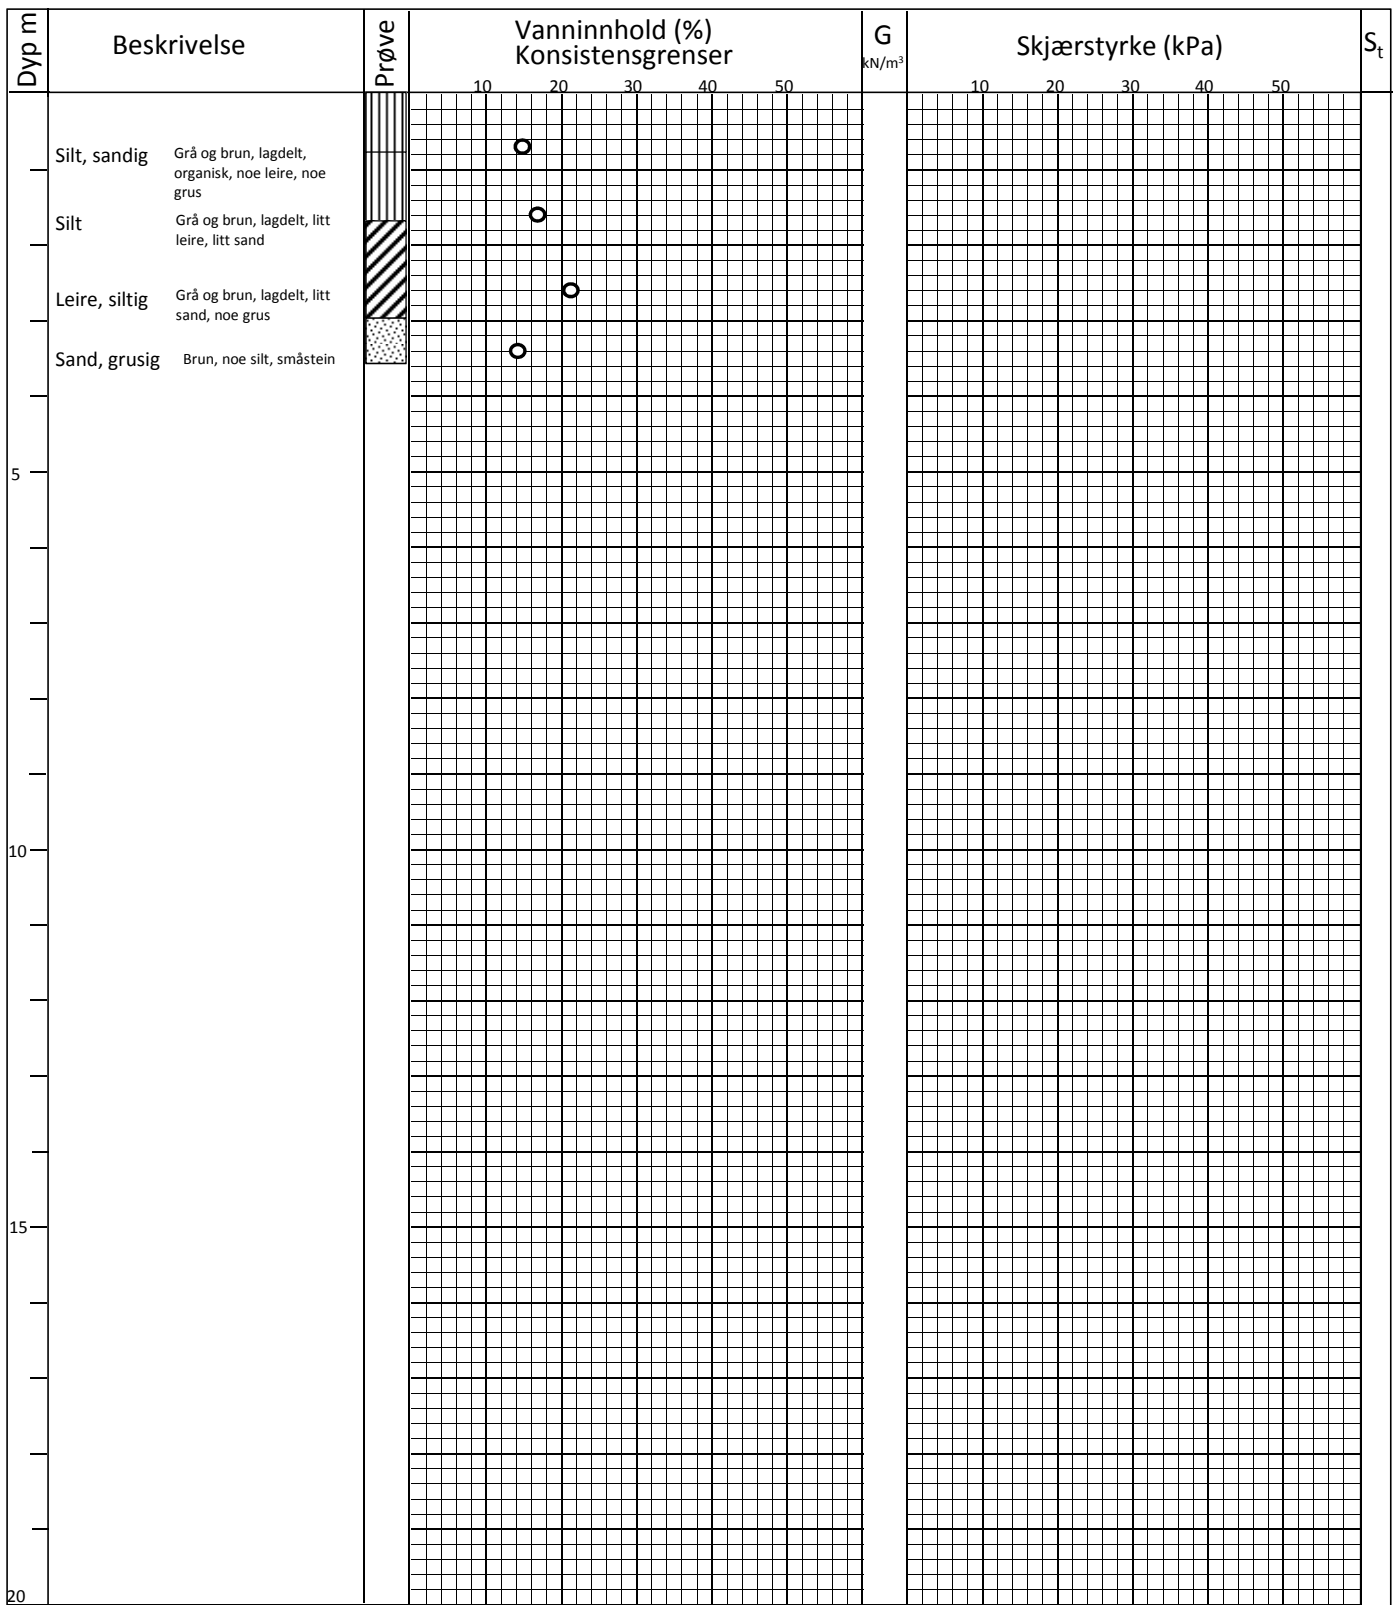 Dyp m
Beskrivelse
Prøve
Vanninnhold (%)
Konsistensgrenser
G
kN/m³
Skjærstyrke (kPa)
Sₜ
10 20 30 40 50
10 20 30 40 50
Silt, sandig
Grå og brun, lagdelt,
organisk, noe leire, noe
grus
Silt
Grå og brun, lagdelt, litt
leire, litt sand
Leire, siltig
Grå og brun, lagdelt, litt
sand, noe grus
Sand, grusig
Brun, noe silt, småstein
5
10
15
20